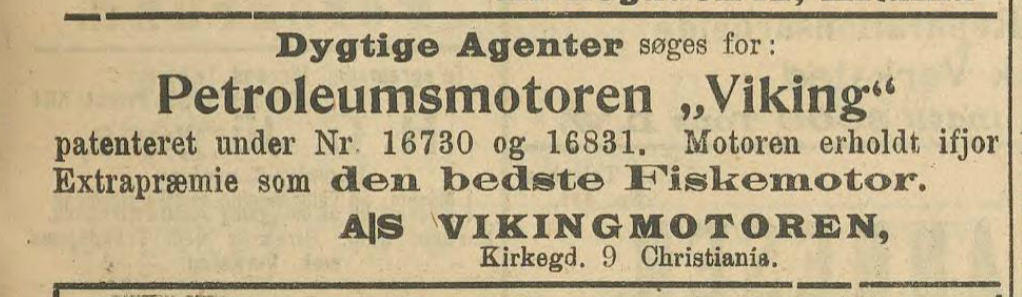 Dygtige Agenter søges for:
Petroleumsmotoren „Viking“
patenteret under Nr. 16730 og 16831. Motoren erholdt ifjor
Extrapræmie som den bedste Fiskemotor.
A|S VIKINGMOTOREN,
Kirkegd. 9 Christiania.